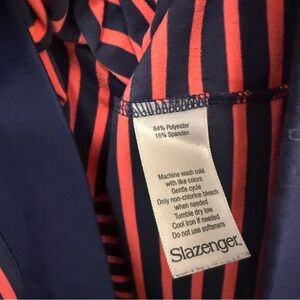 84% Polyester
16% Spandex
Machine wash cold
with like colors
Gentle cycle
Only non-chlorine bleach
when needed
Tumble dry low
Cool iron if needed
Do not use softeners
Slazenger